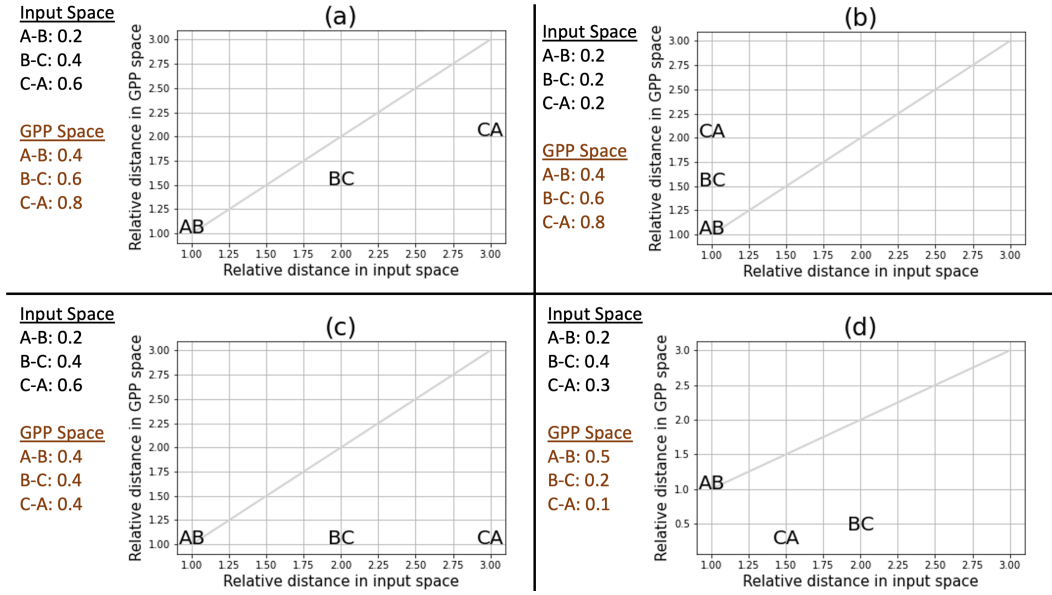 (a)
Input Space
A-B: 0.2
B-C: 0.4
C-A: 0.6
GPP Space
A-B: 0.4
B-C: 0.6
C-A: 0.8
Relative distance in GPP space
3.00
2.75
2.50
2.25
2.00
1.75
1.50
1.25
1.00
CA
BC
AB
1.00 1.25 1.50 1.75 2.00 2.25 2.50 2.75 3.00
Relative distance in input space
(b)
Input Space
A-B: 0.2
B-C: 0.2
C-A: 0.2
GPP Space
A-B: 0.4
B-C: 0.6
C-A: 0.8
Relative distance in GPP space
3.00
2.75
2.50
2.25
2.00
1.75
1.50
1.25
1.00
CA
BC
AB
1.00 1.25 1.50 1.75 2.00 2.25 2.50 2.75 3.00
Relative distance in input space
(c)
Input Space
A-B: 0.2
B-C: 0.4
C-A: 0.6
GPP Space
A-B: 0.4
B-C: 0.4
C-A: 0.4
Relative distance in GPP space
3.00
2.75
2.50
2.25
2.00
1.75
1.50
1.25
1.00
AB BC CA
1.00 1.25 1.50 1.75 2.00 2.25 2.50 2.75 3.00
Relative distance in input space
(d)
Input Space
A-B: 0.2
B-C: 0.4
C-A: 0.3
GPP Space
A-B: 0.5
B-C: 0.2
C-A: 0.1
Relative distance in GPP space
3.0
2.5
2.0
1.5
1.0
0.5
AB
BC
CA
1.00 1.25 1.50 1.75 2.00 2.25 2.50 2.75 3.00
Relative distance in input space